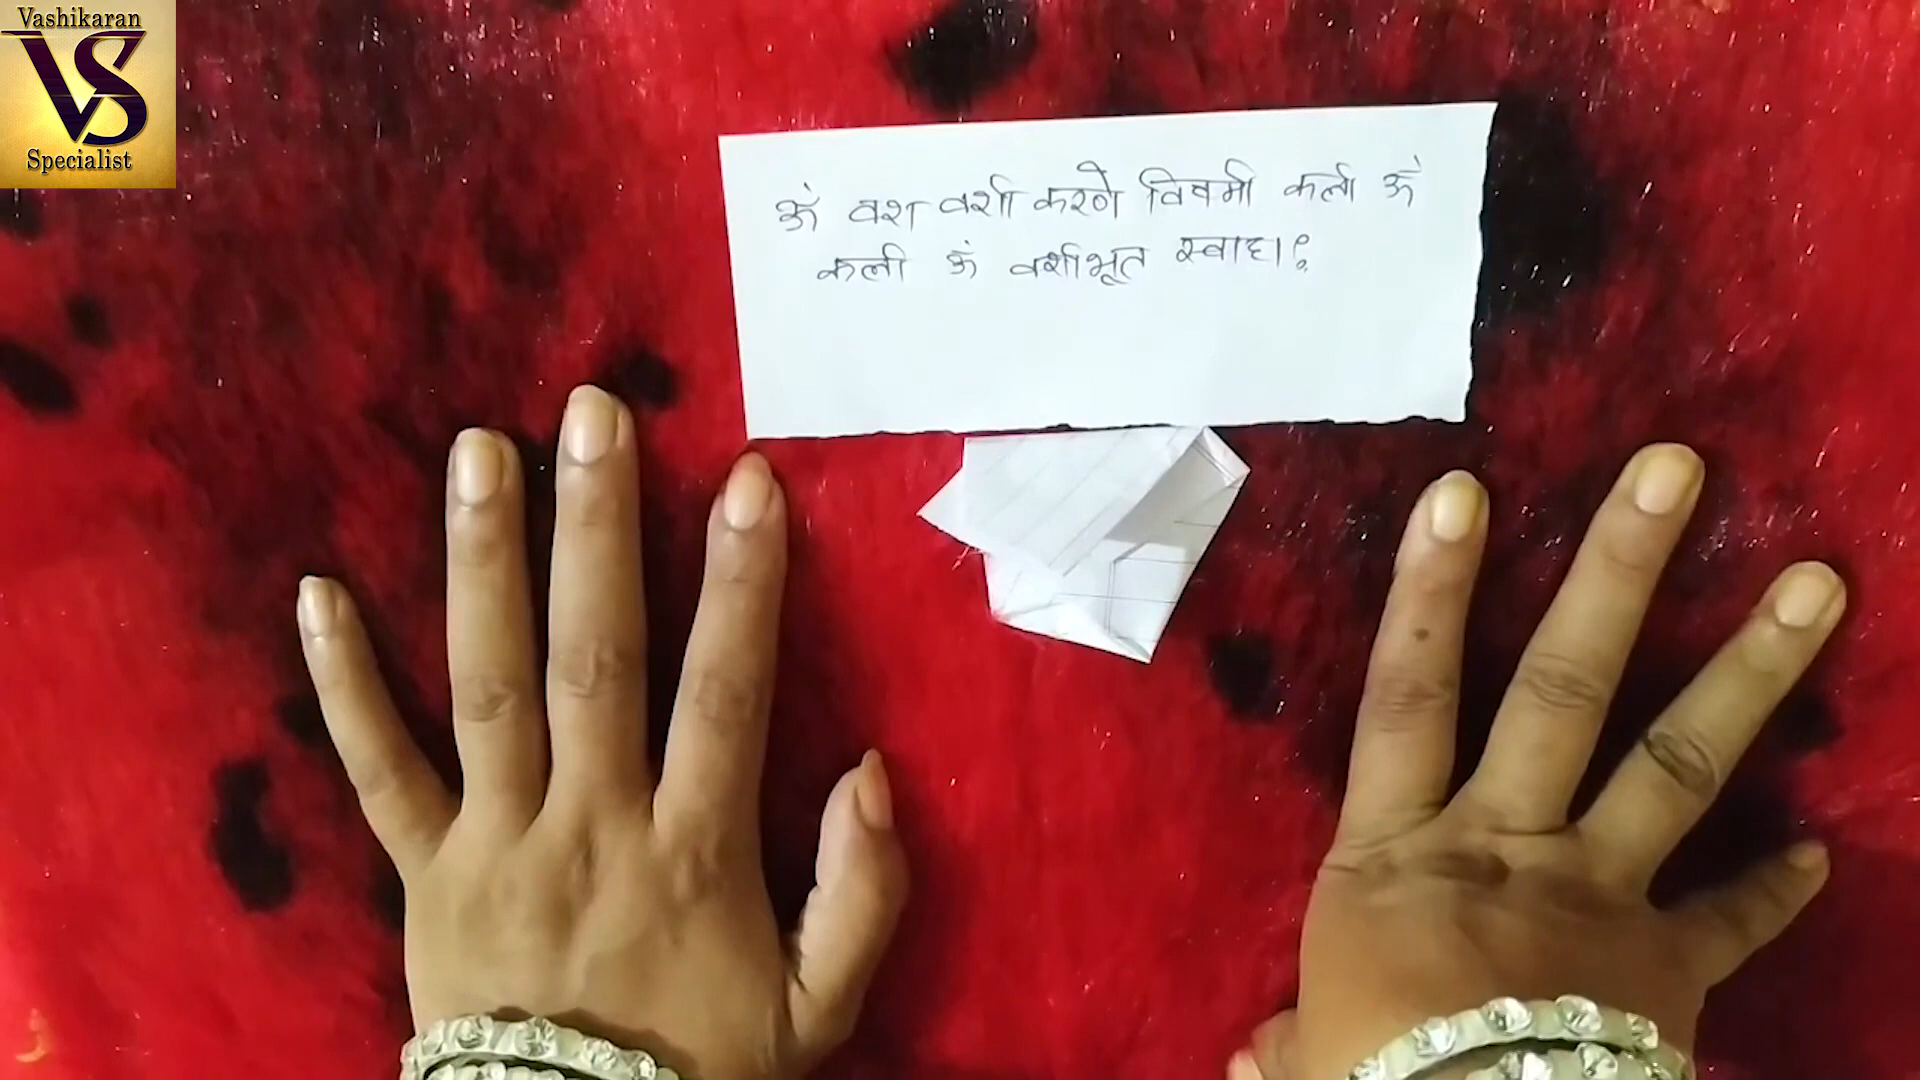 Vashikaran
VS
Specialist
ॐ वश वशी करणे विषमी कली ॐ
कली ॐ वशीभूत स्वाहा